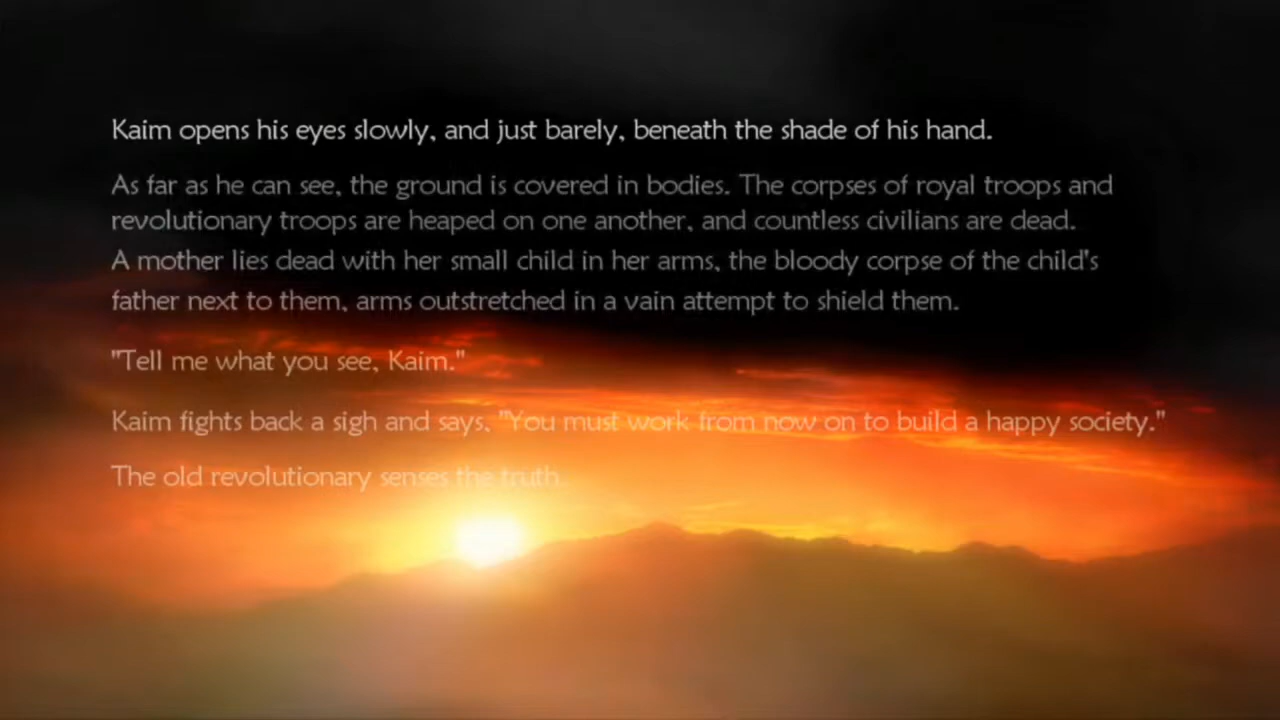 Kaim opens his eyes slowly, and just barely, beneath the shade of his hand.
As far as he can see, the ground is covered in bodies. The corpses of royal troops and
revolutionary troops are heaped on one another, and countless civilians are dead.
A mother lies dead with her small child in her arms, the bloody corpse of the child's
father next to them, arms outstretched in a vain attempt to shield them.
"Tell me what you see, Kaim."
Kaim fights back a sigh and says, "You must work from now on to build a happy society."
The old revolutionary senses the truth.